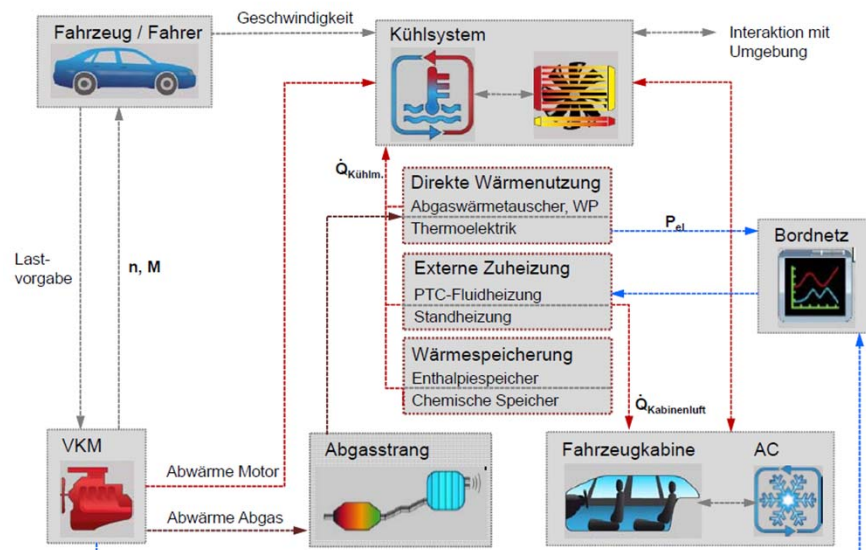 Geschwindigkeit
Fahrzeug / Fahrer
Kühlsystem
Interaktion mit
Umgebung
Q̇Kühlm.
Direkte Wärmenutzung
Abgaswärmetauscher, WP
Thermoelektrik
Pel
Bordnetz
Last-
vorgabe
n, M
Externe Zuheizung
PTC-Fluidheizung
Standheizung
Wärmespeicherung
Enthalpiespeicher
Chemische Speicher
Q̇Kabinenluft
VKM
Abwärme Motor
Abwärme Abgas
Abgasstrang
Fahrzeugkabine
AC